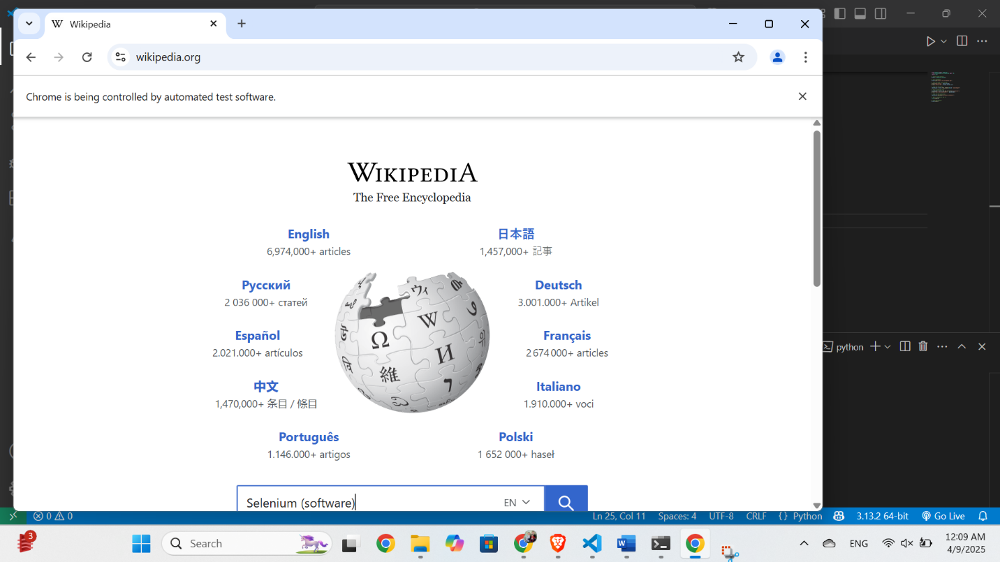 Wikipedia
wikipedia.org
Chrome is being controlled by automated test software.
WIKIPEDIA
The Free Encyclopedia
English
6,974,000+ articles
日本語
1,457,000+ 記事
Русский
2 036 000+ статей
Deutsch
3.001.000+ Artikel
Español
2.021.000+ artículos
Français
2 674 000+ articles
中文
1,470,000+ 条目 / 條目
Italiano
1.910.000+ voci
Português
1.146.000+ artigos
Polski
1 652 000+ haseł
Selenium (software)
EN
python
0 0
Ln 25, Col 11 Spaces: 4 UTF-8 CRLF {} Python 3.13.2 64-bit Go Live
3
Search
ENG
12:09 AM
4/9/2025